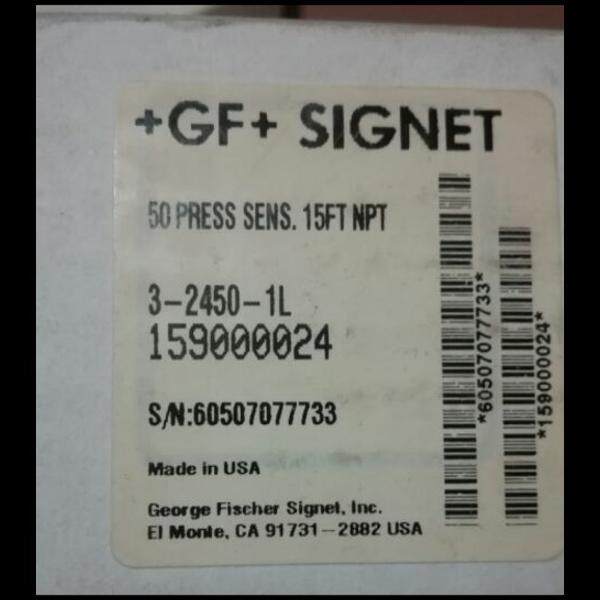 +GF+ SIGNET
50 PRESS SENS. 15FT NPT
3-2450-1L
159000024
S/N:60507077733
Made in USA
George Fischer Signet, Inc.
El Monte, CA 91731-2882 USA
*60507077733*
*159000024*